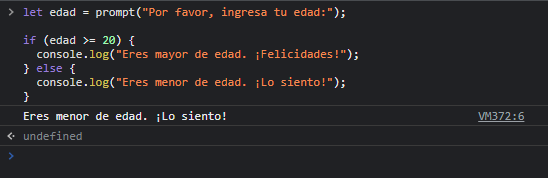 let edad = prompt("Por favor, ingresa tu edad:");
if (edad >= 20) {
console.log("Eres mayor de edad. ¡Felicidades!");
} else {
console.log("Eres menor de edad. ¡Lo siento!");
}
Eres menor de edad. ¡Lo siento! VM372:6
undefined